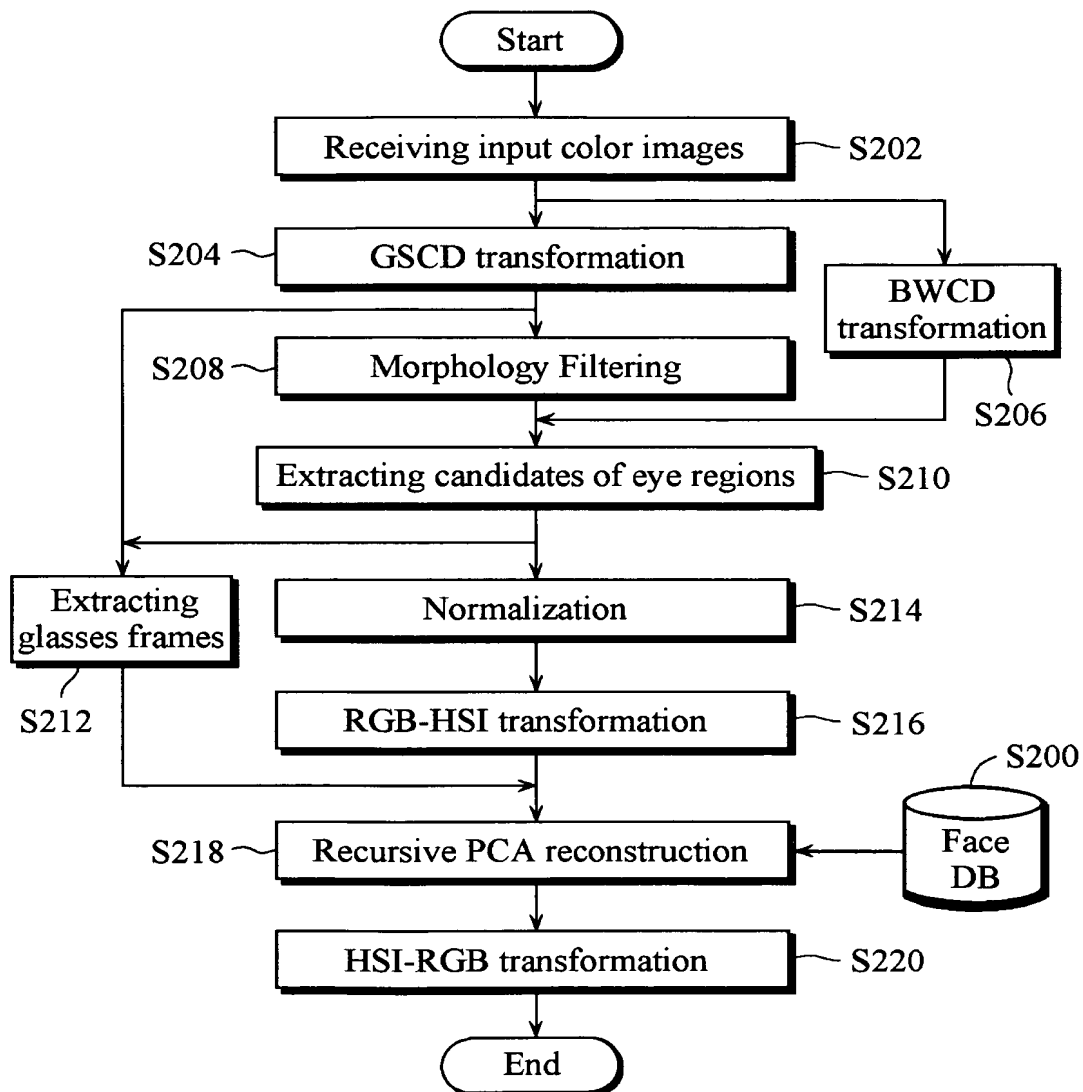 Start
Receiving input color images
S202
S204
GSCD transformation
BWCD
transformation
S206
S208
Morphology Filtering
Extracting candidates of eye regions
S210
Extracting
glasses frames
S212
Normalization
S214
RGB-HSI transformation
S216
S200
Face
DB
S218
Recursive PCA reconstruction
HSI-RGB transformation
S220
End